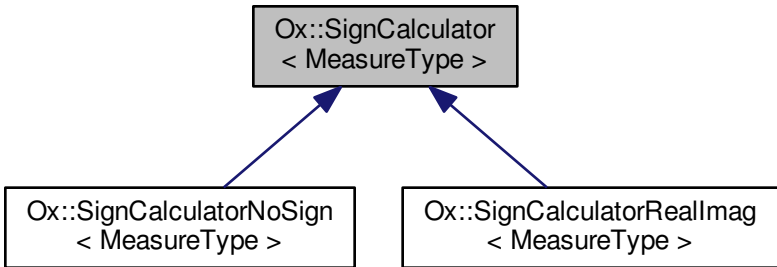 Ox::SignCalculator
< MeasureType >
Ox::SignCalculatorNoSign
< MeasureType >
Ox::SignCalculatorRealImag
< MeasureType >